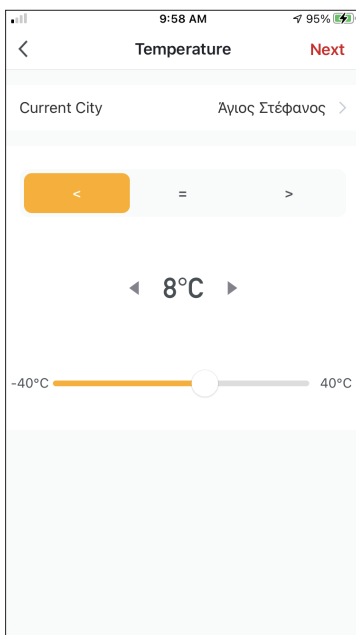 9:58 AM 95%
< Temperature Next
Current City Άγιος Στέφανος >
< = >
◀ 8°C ▶
-40°C 40°C